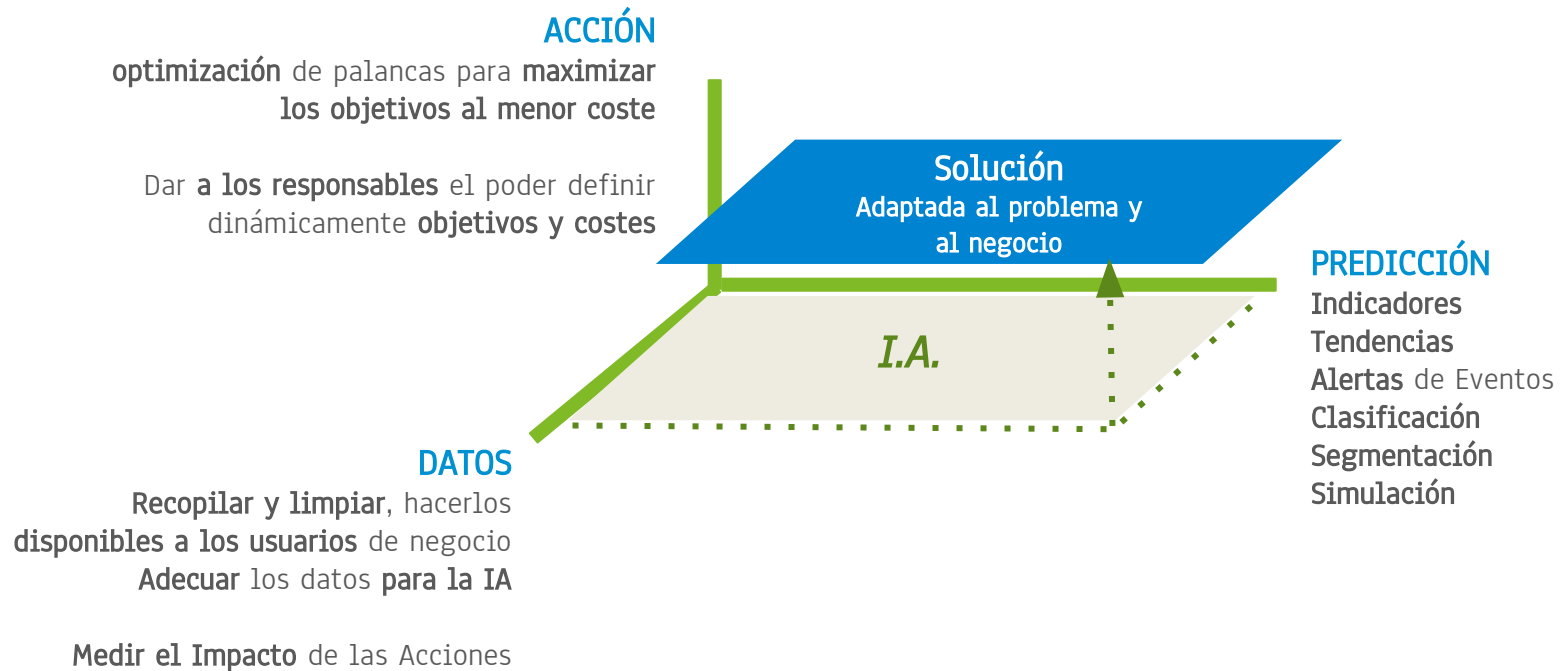 ACCIÓN
optimización de palancas para maximizar
los objetivos al menor coste
Dar a los responsables el poder definir
dinámicamente objetivos y costes
Solución
Adaptada al problema y
al negocio
PREDICCIÓN
Indicadores
Tendencias
Alertas de Eventos
Clasificación
Segmentación
Simulación
I.A.
DATOS
Recopilar y limpiar, hacerlos
disponibles a los usuarios de negocio
Adecuar los datos para la IA
Medir el Impacto de las Acciones